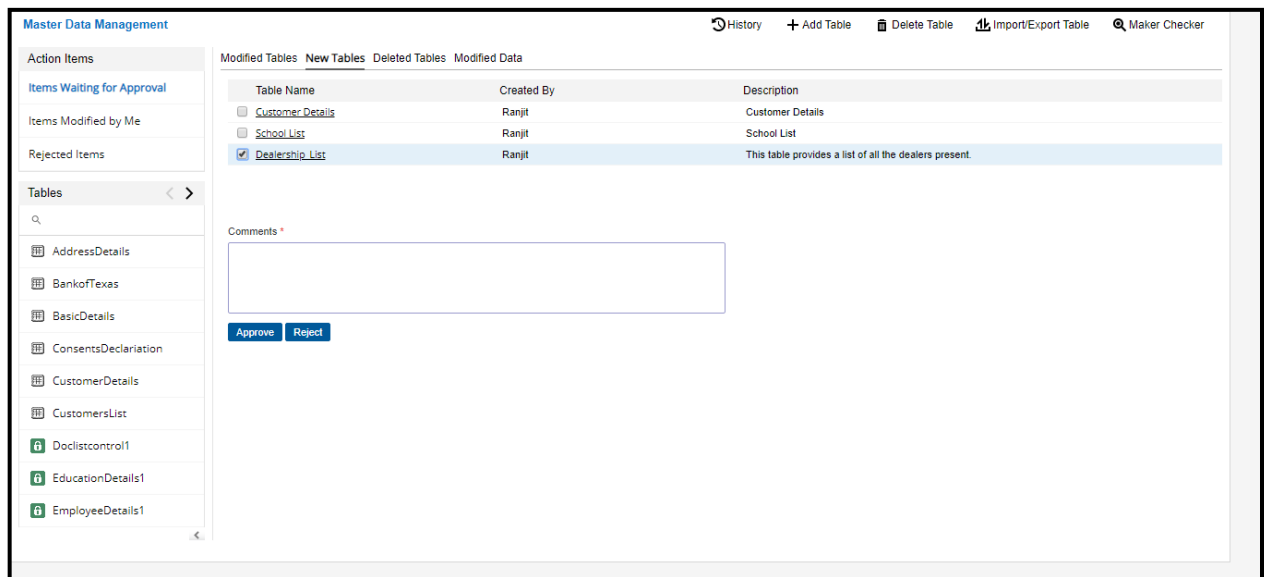 Master Data Management
History
Add Table
Delete Table
Import/Export Table
Maker Checker
Action Items
Items Waiting for Approval
Items Modified by Me
Rejected Items
Tables
AddressDetails
BankofTexas
BasicDetails
ConsentsDeclariation
CustomerDetails
CustomersList
Doclistcontrol1
EducationDetails1
EmployeeDetails1
Modified Tables New Tables Deleted Tables Modified Data
Table Name Created By Description
Customer Details Ranjit Customer Details
School List Ranjit School List
Dealership List Ranjit This table provides a list of all the dealers present.
Comments *
Approve Reject